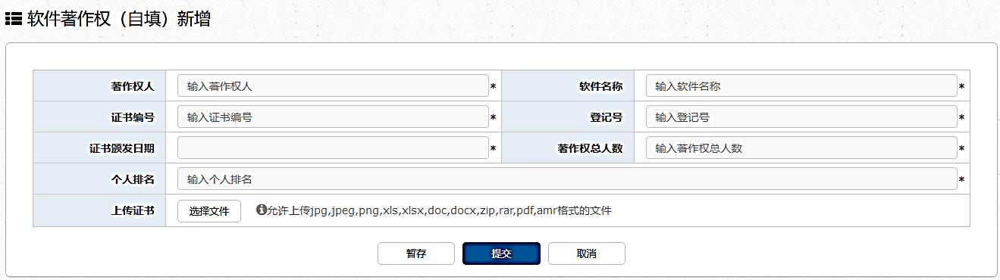 软件著作权（自填）新增
著作权人 输入著作权人 * 软件名称 输入软件名称 *
证书编号 输入证书编号 * 登记号 输入登记号 *
证书颁发日期 * 著作权总人数 输入著作权总人数 *
个人排名 输入个人排名 *
上传证书 选择文件 允许上传jpg,jpeg,png,xls,xlsx,doc,docx,zip,rar,pdf,amr格式的文件
暂存 提交 取消